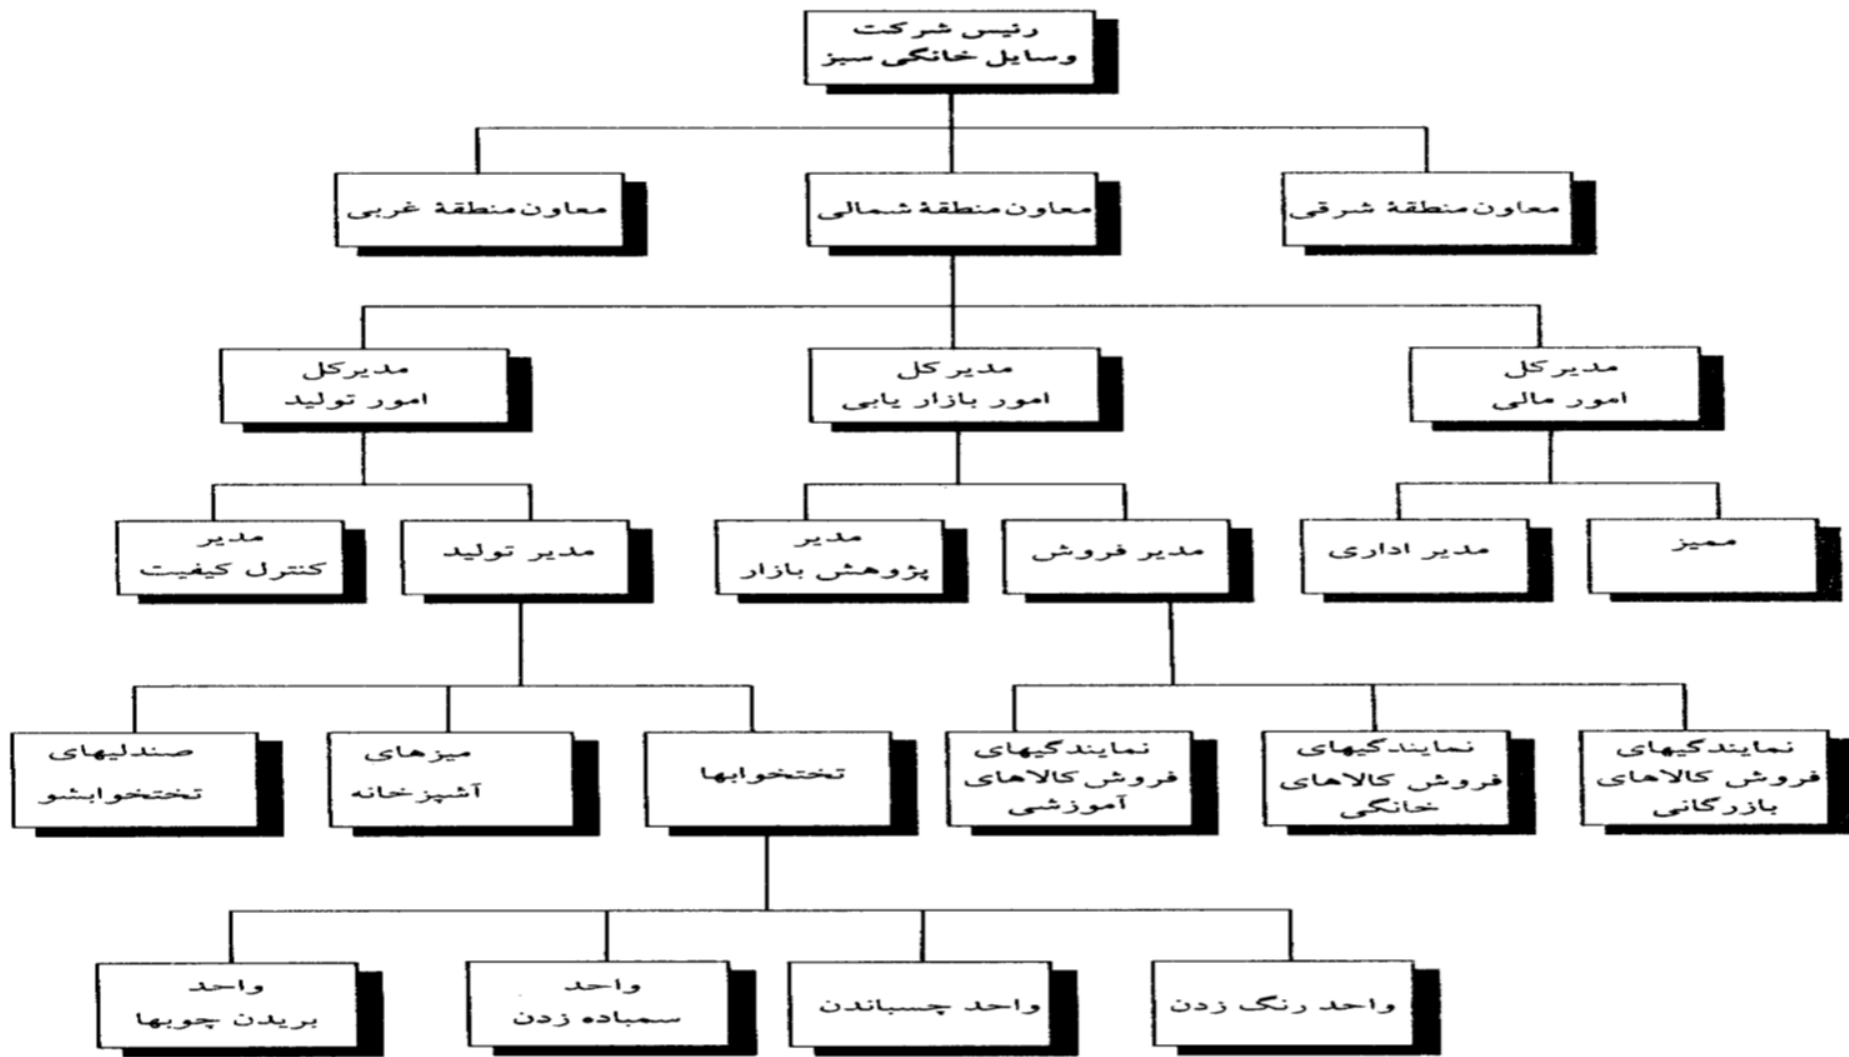 رئیس شرکت
وسایل خانگی سبز
معاون منطقهٔ شرقی
معاون منطقهٔ شمالی
معاون منطقهٔ غربی
مدیرکل
امور مالی
مدیرکل
امور بازاریابی
مدیرکل
امور تولید
ممیز
مدیر اداری
مدیر فروش
مدیر
پژوهش بازار
مدیر تولید
مدیر
کنترل کیفیت
نمایندگیهای
فروش کالاهای
بازرگانی
نمایندگیهای
فروش کالاهای
خانگی
نمایندگیهای
فروش کالاهای
آموزشی
تختخوابها
میزهای
آشپزخانه
صندلیهای
تختخوابشو
واحد رنگ زدن
واحد چسباندن
واحد
سمباده زدن
واحد
بریدن چوبها